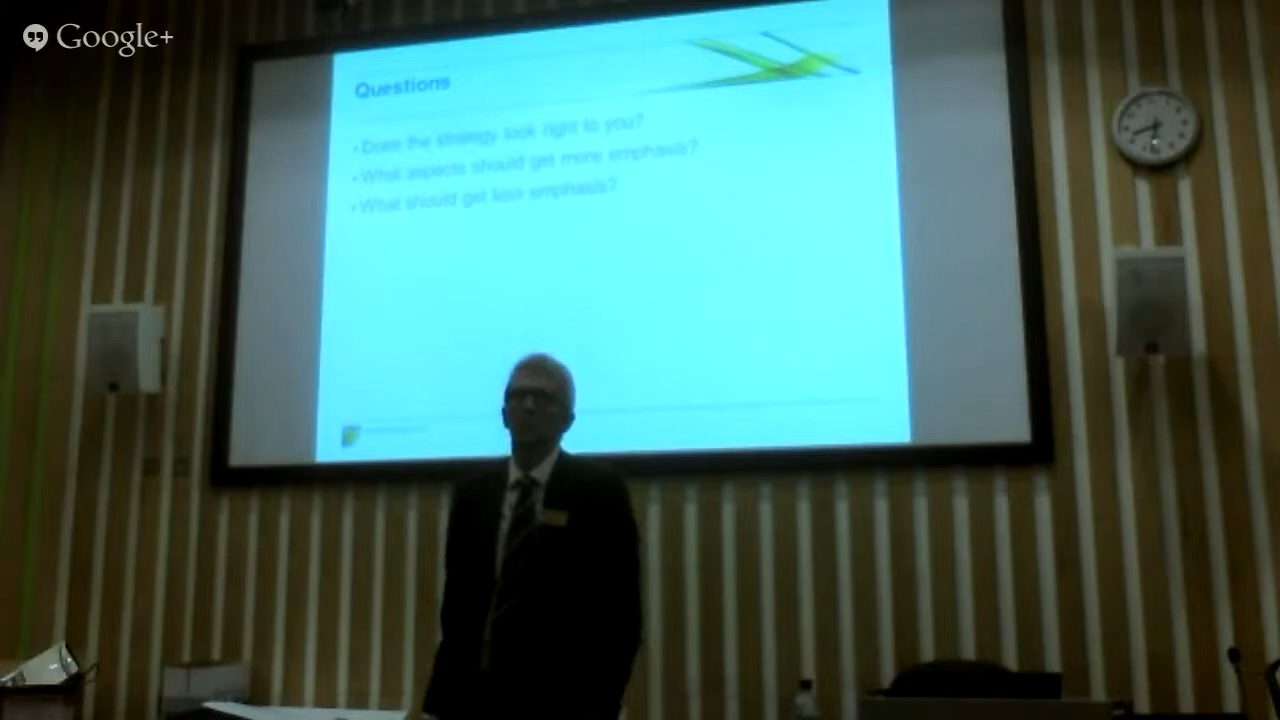 Google+
Questions
• Does the strategy look right to you?
• What aspects should get more emphasis?
• What should get less emphasis?